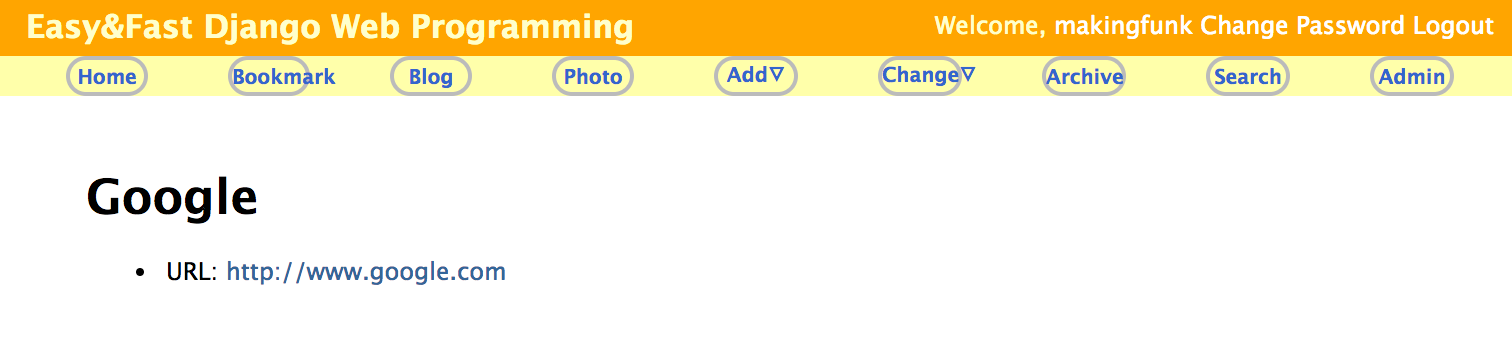 Easy&Fast Django Web Programming Welcome, makingfunk Change Password Logout
Home Bookmark Blog Photo Add▽ Change▽ Archive Search Admin
Google
• URL: http://www.google.com